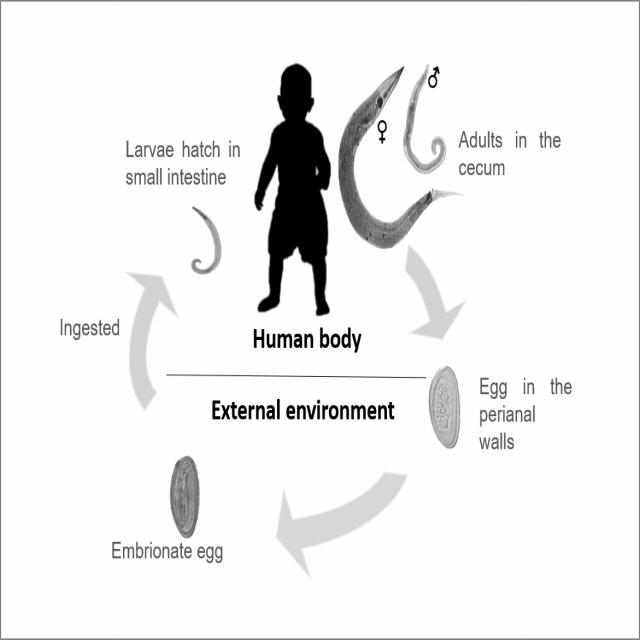 Larvae hatch in
small intestine
♂
♀
Adults in the
cecum
Ingested
Human body
External environment
Egg in the
perianal
walls
Embrionate egg